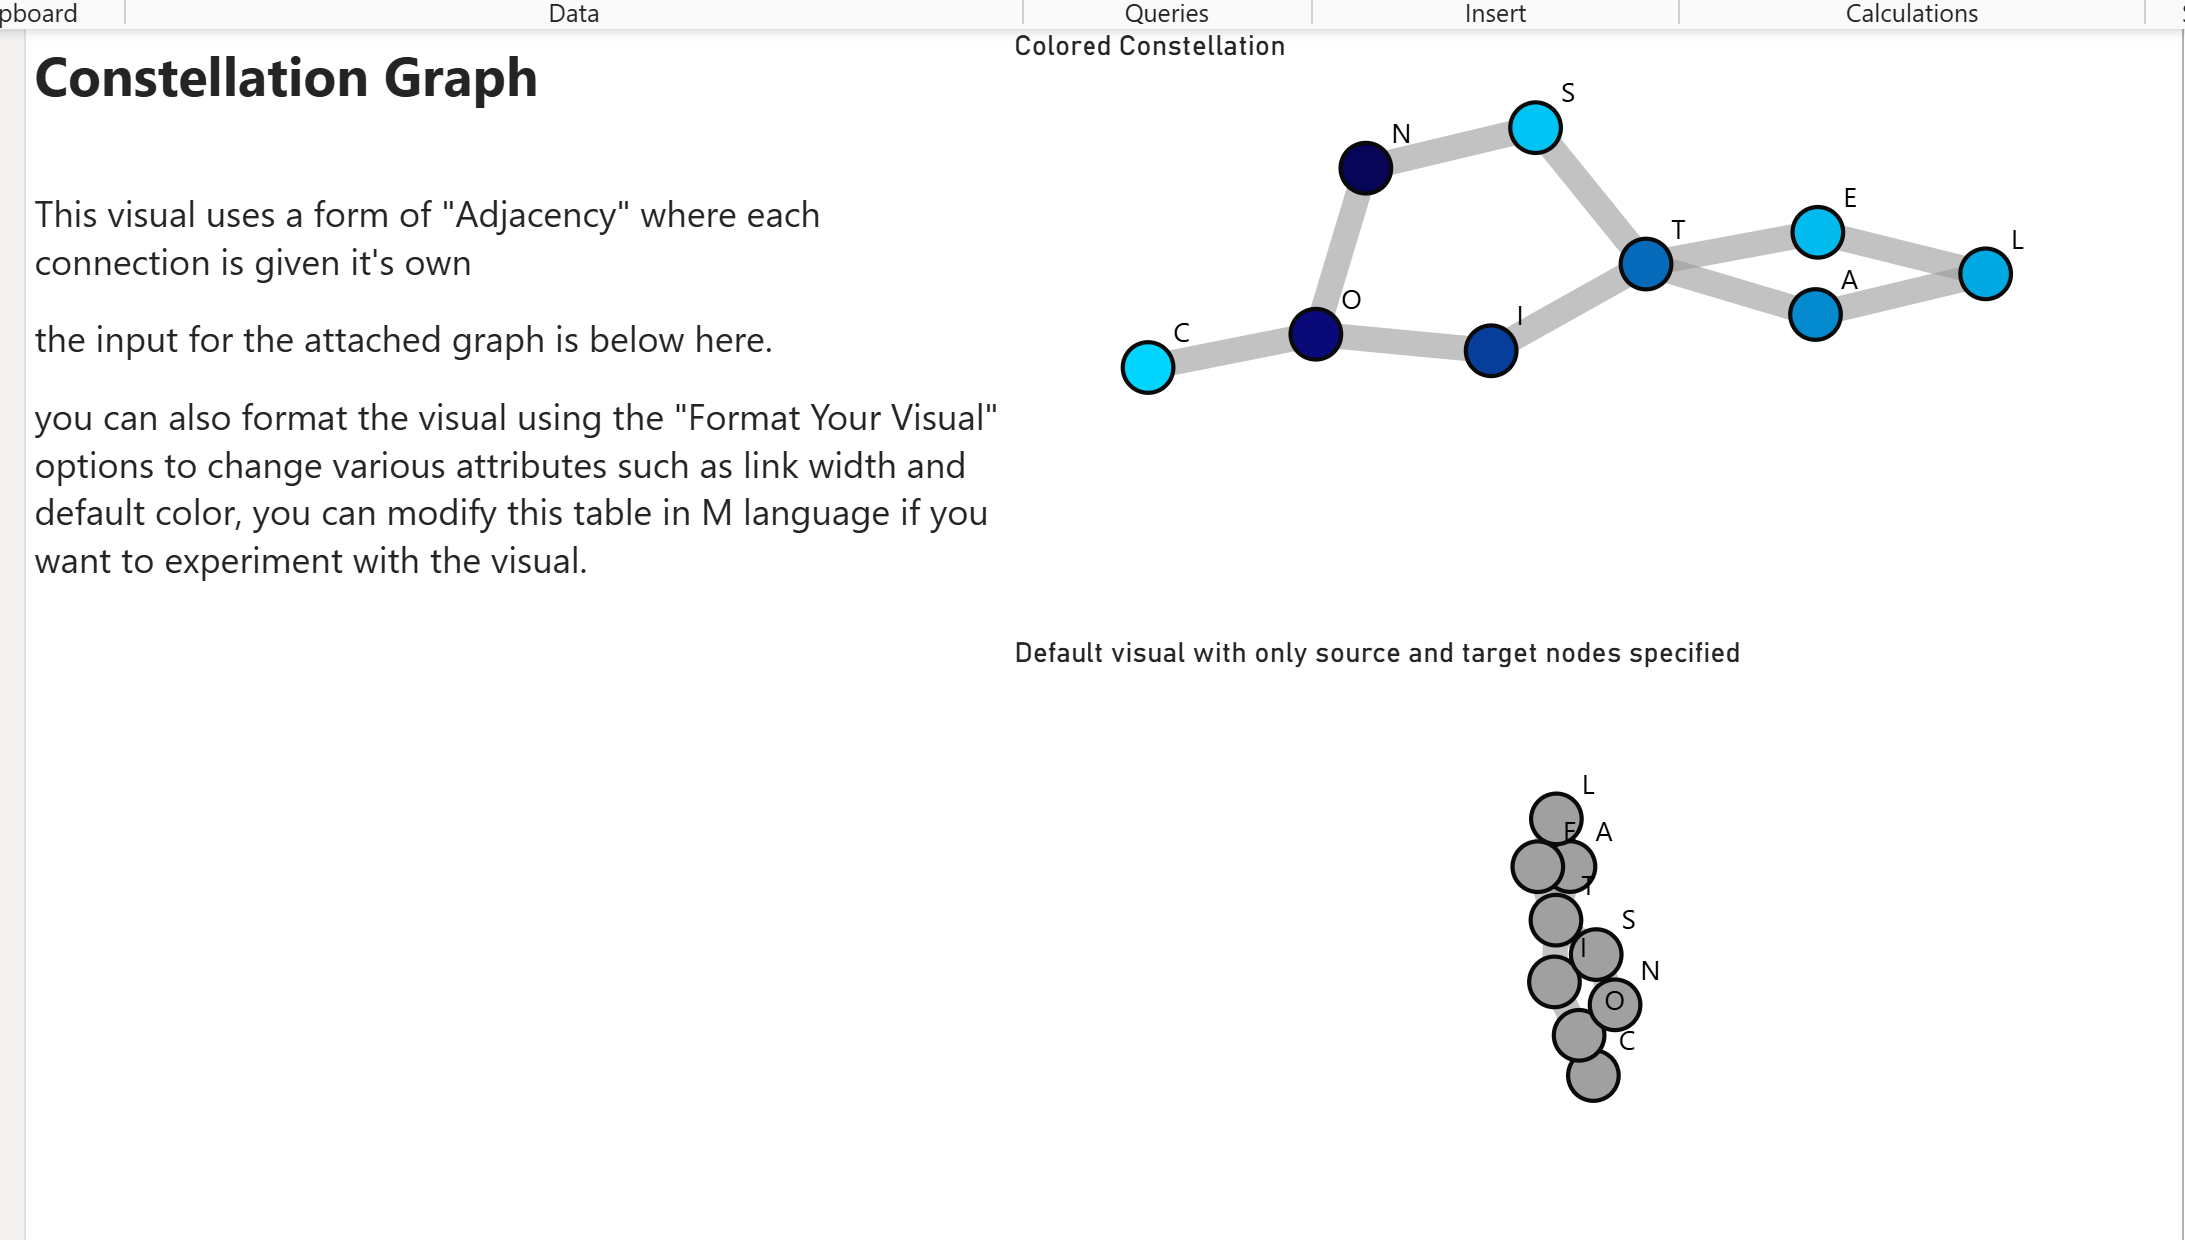 pboard
Data
Queries
Insert
Calculations
Constellation Graph
This visual uses a form of "Adjacency" where each
connection is given it's own
the input for the attached graph is below here.
you can also format the visual using the "Format Your Visual"
options to change various attributes such as link width and
default color, you can modify this table in M language if you
want to experiment with the visual.
Colored Constellation
S
N
E
T
L
A
O
I
C
Default visual with only source and target nodes specified
L
E
A
T
S
I
N
O
C